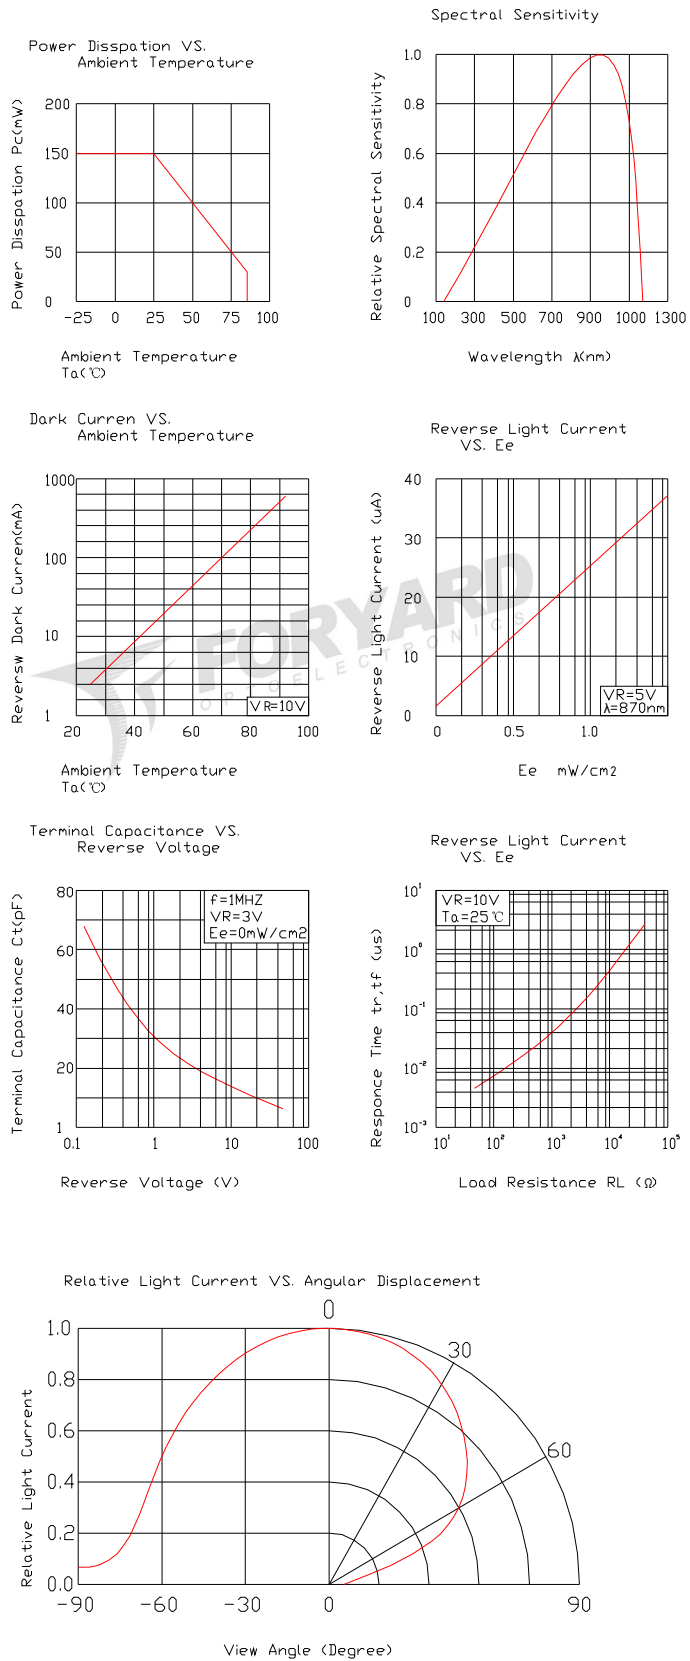 Power Disspation VS.
Ambient Temperature
Power Disspation Pc(mW)
200
150
100
50
0
-25 0 25 50 75 100
Ambient Temperature
Ta(℃)
Spectral Sensitivity
Relative Spectral Sensitivity
1.0
0.8
0.6
0.4
0.2
0
100 300 500 700 900 1100 1300
Wavelength λ(nm)
Dark Curren VS.
Ambient Temperature
Reversw Dark Curren(mA)
1000
100
10
1
20 40 60 80 100
VR=10V
Ambient Temperature
Ta(℃)
Reverse Light Current
VS. Ee
Reverse Light Current (uA)
40
30
20
10
0
0 0.5 1.0
VR=5V
λ=870nm
Ee mW/cm2
FORYARD
OPTOELECTRONICS
Terminal Capacitance VS.
Reverse Voltage
Terminal Capacitance Ct(pF)
80
60
40
20
1
0.1 1 10 100
f=1MHZ
VR=3V
Ee=0mW/cm2
Reverse Voltage (V)
Reverse Light Current
VS. Ee
Responce Time tr,tf (us)
10¹
10⁰
10⁻¹
10⁻²
10⁻³
10¹ 10² 10³ 10⁴ 10⁵
VR=10V
Ta=25℃
Load Resistance RL (Ω)
Relative Light Current VS. Angular Displacement
Relative Light Current
0
30
60
1.0
0.8
0.6
0.4
0.2
0.0
-90 -60 -30 0 90
View Angle (Degree)